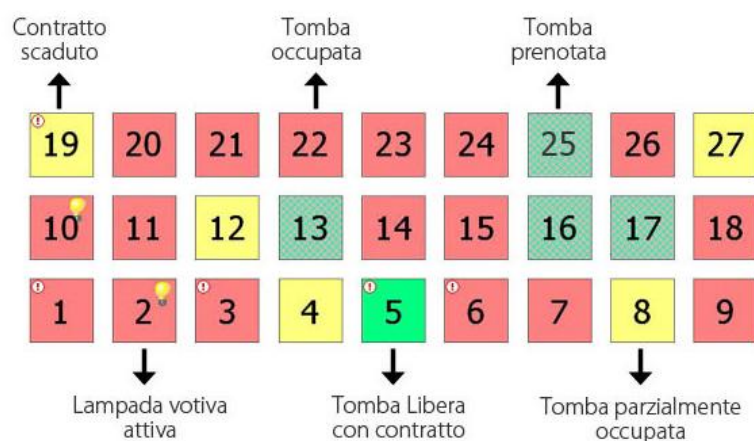 Contratto
scaduto
Tomba
occupata
Tomba
prenotata
19 20 21 22 23 24 25 26 27
10 11 12 13 14 15 16 17 18
1 2 3 4 5 6 7 8 9
Lampada votiva
attiva
Tomba Libera
con contratto
Tomba parzialmente
occupata